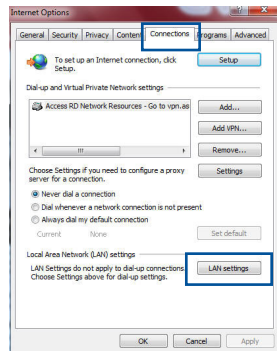 Internet Options
General Security Privacy Content Connections Programs Advanced
To set up an Internet connection, click
Setup.
Setup
Dial-up and Virtual Private Network settings
Access RD Network Resources - Go to vpn.as
Add...
Add VPN...
Remove...
Choose Settings if you need to configure a proxy
server for a connection.
Settings
Never dial a connection
Dial whenever a network connection is not present
Always dial my default connection
Current None
Set default
Local Area Network (LAN) settings
LAN Settings do not apply to dial-up connections.
Choose Settings above for dial-up settings.
LAN settings
OK Cancel Apply